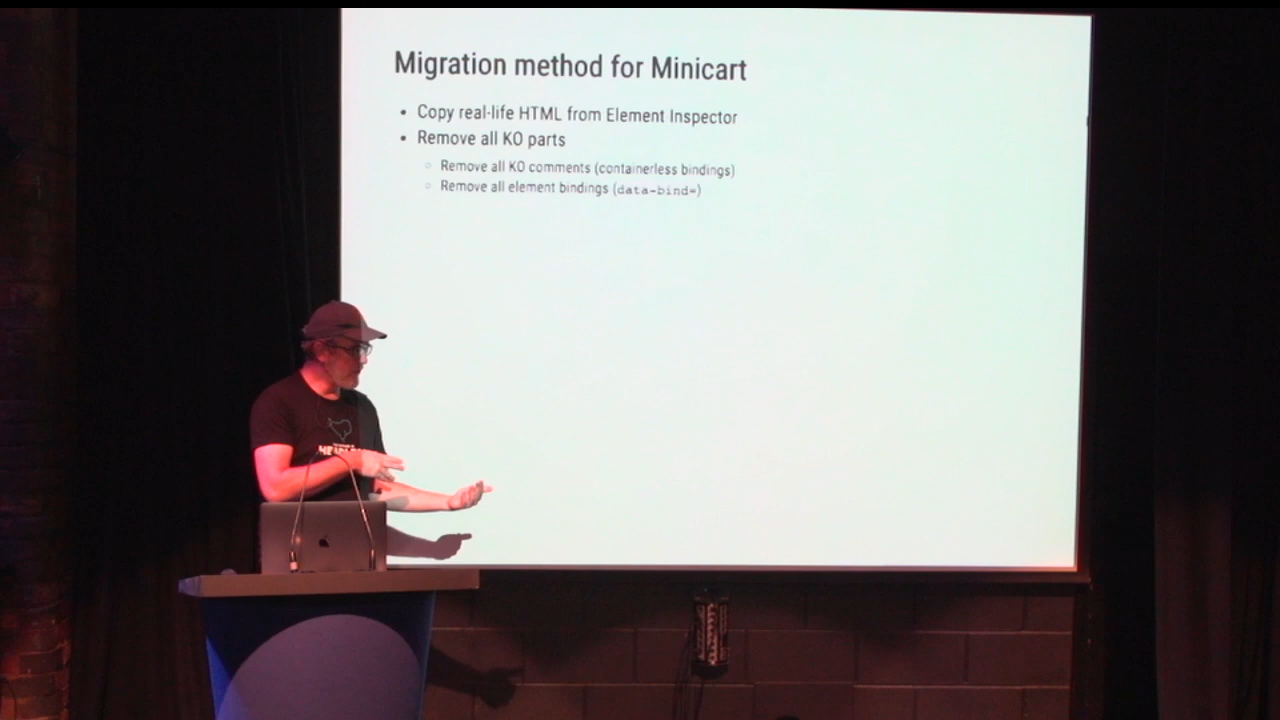 Migration method for Minicart
• Copy real-life HTML from Element Inspector
• Remove all KO parts
○ Remove all KO comments (containerless bindings)
○ Remove all element bindings (data-bind=)